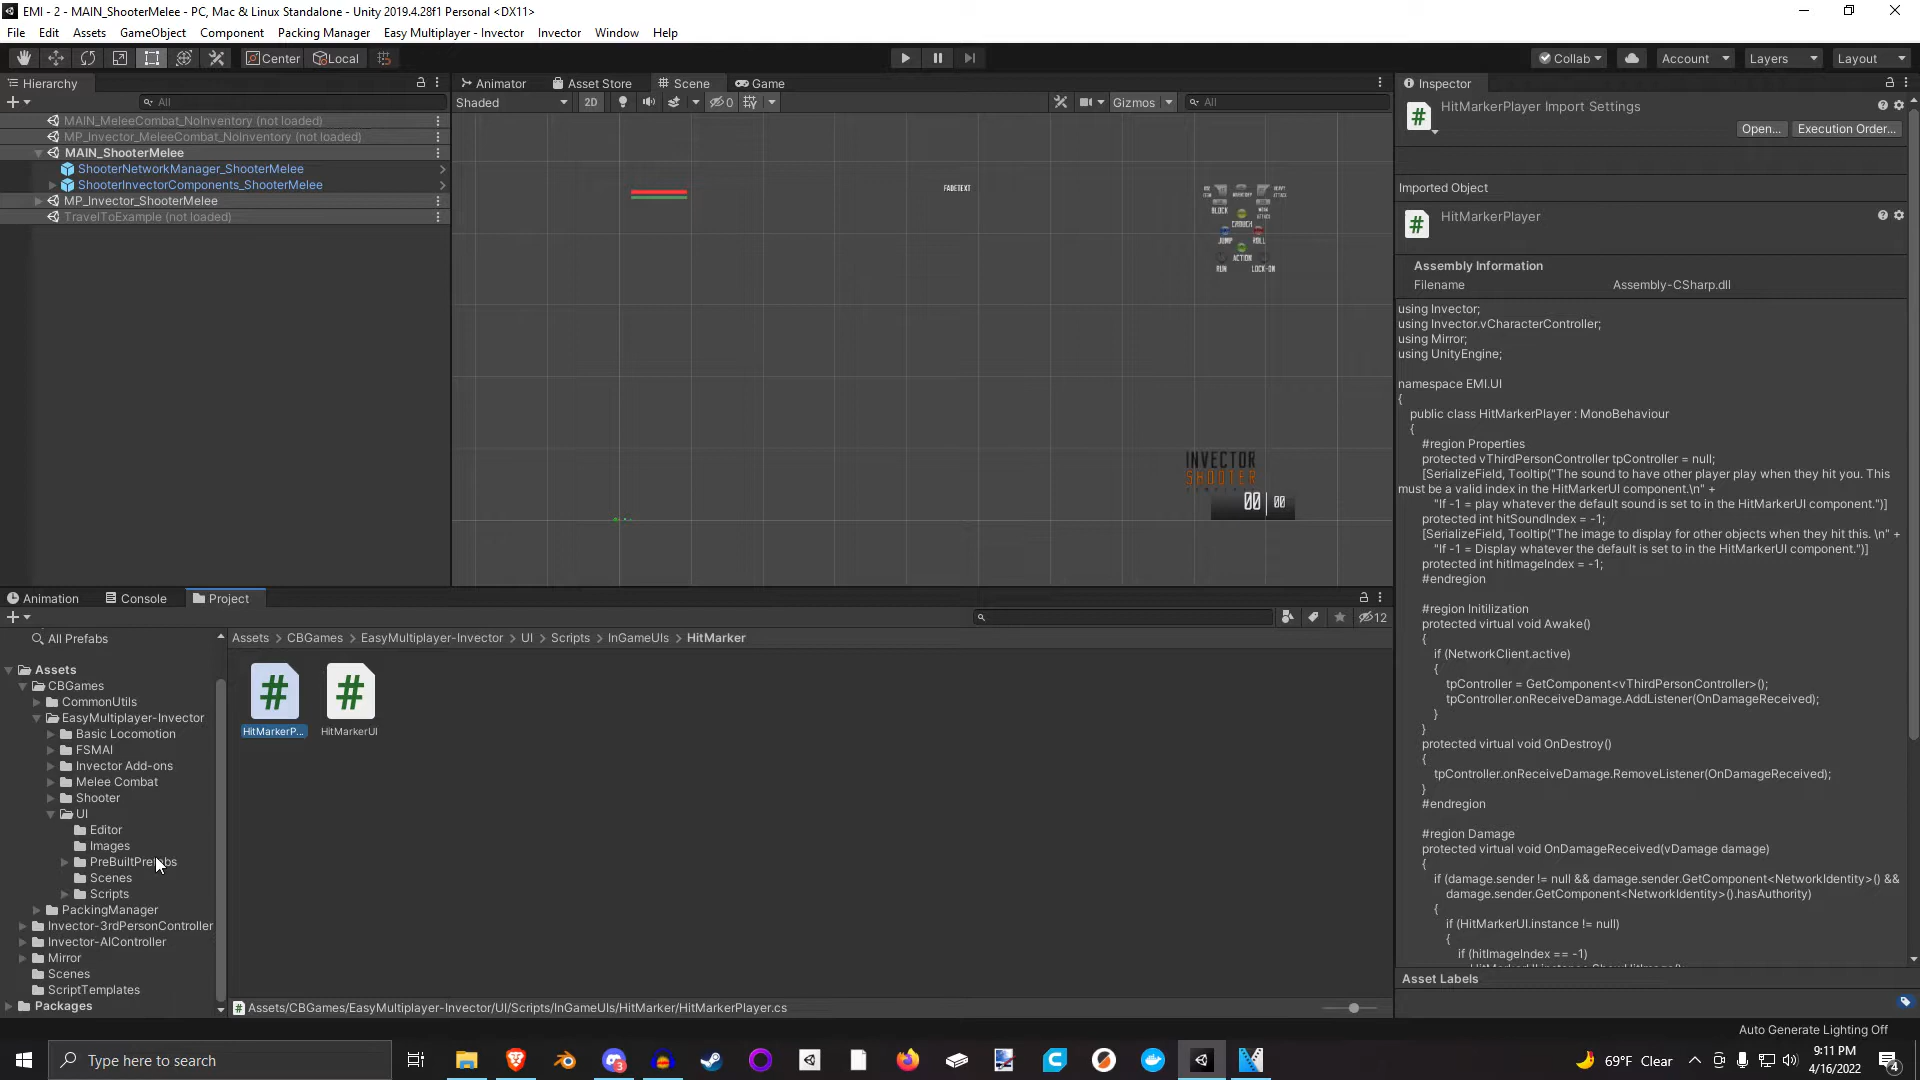 EMI - 2 - MAIN_ShooterMelee - PC, Mac & Linux Standalone - Unity 2019.4.28f1 Personal <DX11>
File Edit Assets GameObject Component Packing Manager Easy Multiplayer - Invector Invector Window Help
Center Local Collab Account Layers Layout
Hierarchy
All
MAIN_MeleeCombat_NoInventory (not loaded)
MP_Invector_MeleeCombat_NoInventory (not loaded)
MAIN_ShooterMelee
ShooterNetworkManager_ShooterMelee
ShooterInvectorComponents_ShooterMelee
MP_Invector_ShooterMelee
TravelToExample (not loaded)
Animator Asset Store Scene Game
Shaded 2D 0 Gizmos All
FADETEXT
BLOCK
CROUCH
JUMP ROLL
ACTION
RUN LOCK-ON
INVECTOR
SHOOTER
00 00
Inspector
HitMarkerPlayer Import Settings
Open... Execution Order...
Imported Object
HitMarkerPlayer
Assembly Information
Filename Assembly-CSharp.dll
using Invector;
using Invector.vCharacterController;
using Mirror;
using UnityEngine;
namespace EMI.UI
{
public class HitMarkerPlayer : MonoBehaviour
{
#region Properties
protected vThirdPersonController tpController = null;
[SerializeField, Tooltip("The sound to have other player play when they hit you. This
must be a valid index in the HitMarkerUI component.\n" +
"If -1 = play whatever the default sound is set to in the HitMarkerUI component.")]
protected int hitSoundIndex = -1;
[SerializeField, Tooltip("The image to display for other objects when they hit this. \n" +
"If -1 = Display whatever the default is set to in the HitMarkerUI component.")]
protected int hitImageIndex = -1;
#endregion
#region Initilization
protected virtual void Awake()
{
if (NetworkClient.active)
{
tpController = GetComponent<vThirdPersonController>();
tpController.onReceiveDamage.AddListener(OnDamageReceived);
}
}
protected virtual void OnDestroy()
{
tpController.onReceiveDamage.RemoveListener(OnDamageReceived);
}
#endregion
#region Damage
protected virtual void OnDamageReceived(vDamage damage)
{
if (damage.sender != null && damage.sender.GetComponent<NetworkIdentity>() &&
damage.sender.GetComponent<NetworkIdentity>().hasAuthority)
{
if (HitMarkerUI.instance != null)
{
if (hitImageIndex == -1)
Asset Labels
Animation Console Project
12
All Prefabs
Assets
CBGames
CommonUtils
EasyMultiplayer-Invector
Basic Locomotion
FSMAI
Invector Add-ons
Melee Combat
Shooter
UI
Editor
Images
PreBuiltPrefabs
Scenes
Scripts
PackingManager
Invector-3rdPersonController
Invector-AIController
Mirror
Scenes
ScriptTemplates
Packages
Assets > CBGames > EasyMultiplayer-Invector > UI > Scripts > InGameUIs > HitMarker
HitMarkerP... HitMarkerUI
Assets/CBGames/EasyMultiplayer-Invector/UI/Scripts/InGameUIs/HitMarker/HitMarkerPlayer.cs
Auto Generate Lighting Off
Type here to search
3
69°F Clear
9:11 PM
4/16/2022
4